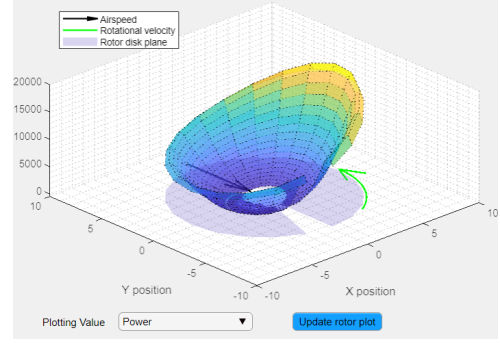 10
Airspeed
Rotational velocity
Rotor disk plane
20000
15000
10000
5000
0
10
5
0
-5
-10
-10
-5
0
5
10
Y position
X position
Plotting Value
Power
Update rotor plot